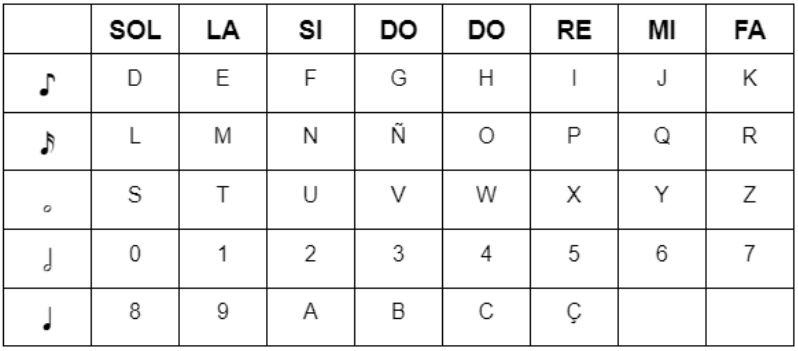 SOL LA SI DO DO RE MI FA
D E F G H I J K
L M N Ñ O P Q R
S T U V W X Y Z
0 1 2 3 4 5 6 7
8 9 A B C Ç